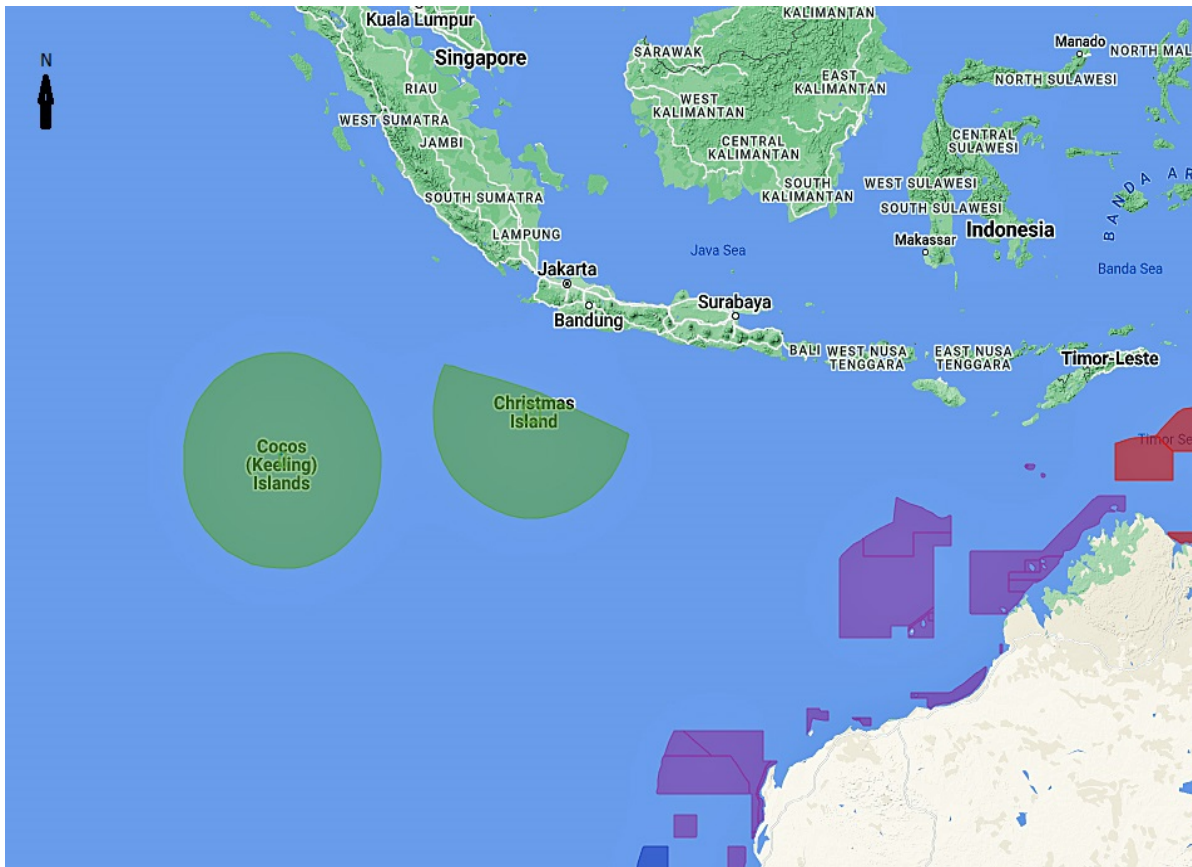 KALIMANTAN
Kuala Lumpur
N
Singapore
SARAWAK
Manado
NORTH MAL
NORTH SULAWESI
RIAU
EAST
KALIMANTAN
WEST
KALIMANTAN
WEST SUMATRA
JAMBI
CENTRAL
KALIMANTAN
CENTRAL
SULAWESI
SOUTH SUMATRA
SOUTH
KALIMANTAN
WEST SULAWESI
SOUTH SULAWESI
BANDA AR
LAMPUNG
Makassar
Indonesia
Java Sea
Banda Sea
Jakarta
Surabaya
Bandung
BALI
WEST NUSA
TENGGARA
EAST NUSA
TENGGARA
Timor-Leste
Christmas
Island
Cocos
(Keeling)
Islands
Timor Se